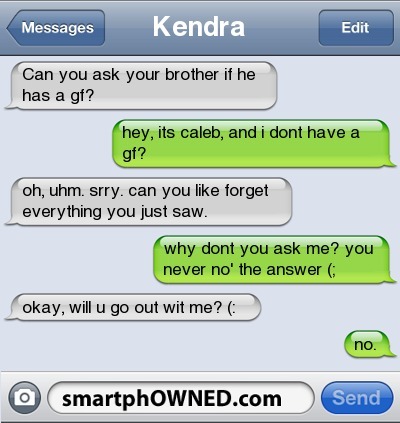 Messages
Kendra
Edit
Can you ask your brother if he
has a gf?
hey, its caleb, and i dont have a
gf?
oh, uhm. srry. can you like forget
everything you just saw.
why dont you ask me? you
never no' the answer (;
okay, will u go out wit me? (:
no.
smartphOWNED.com
Send